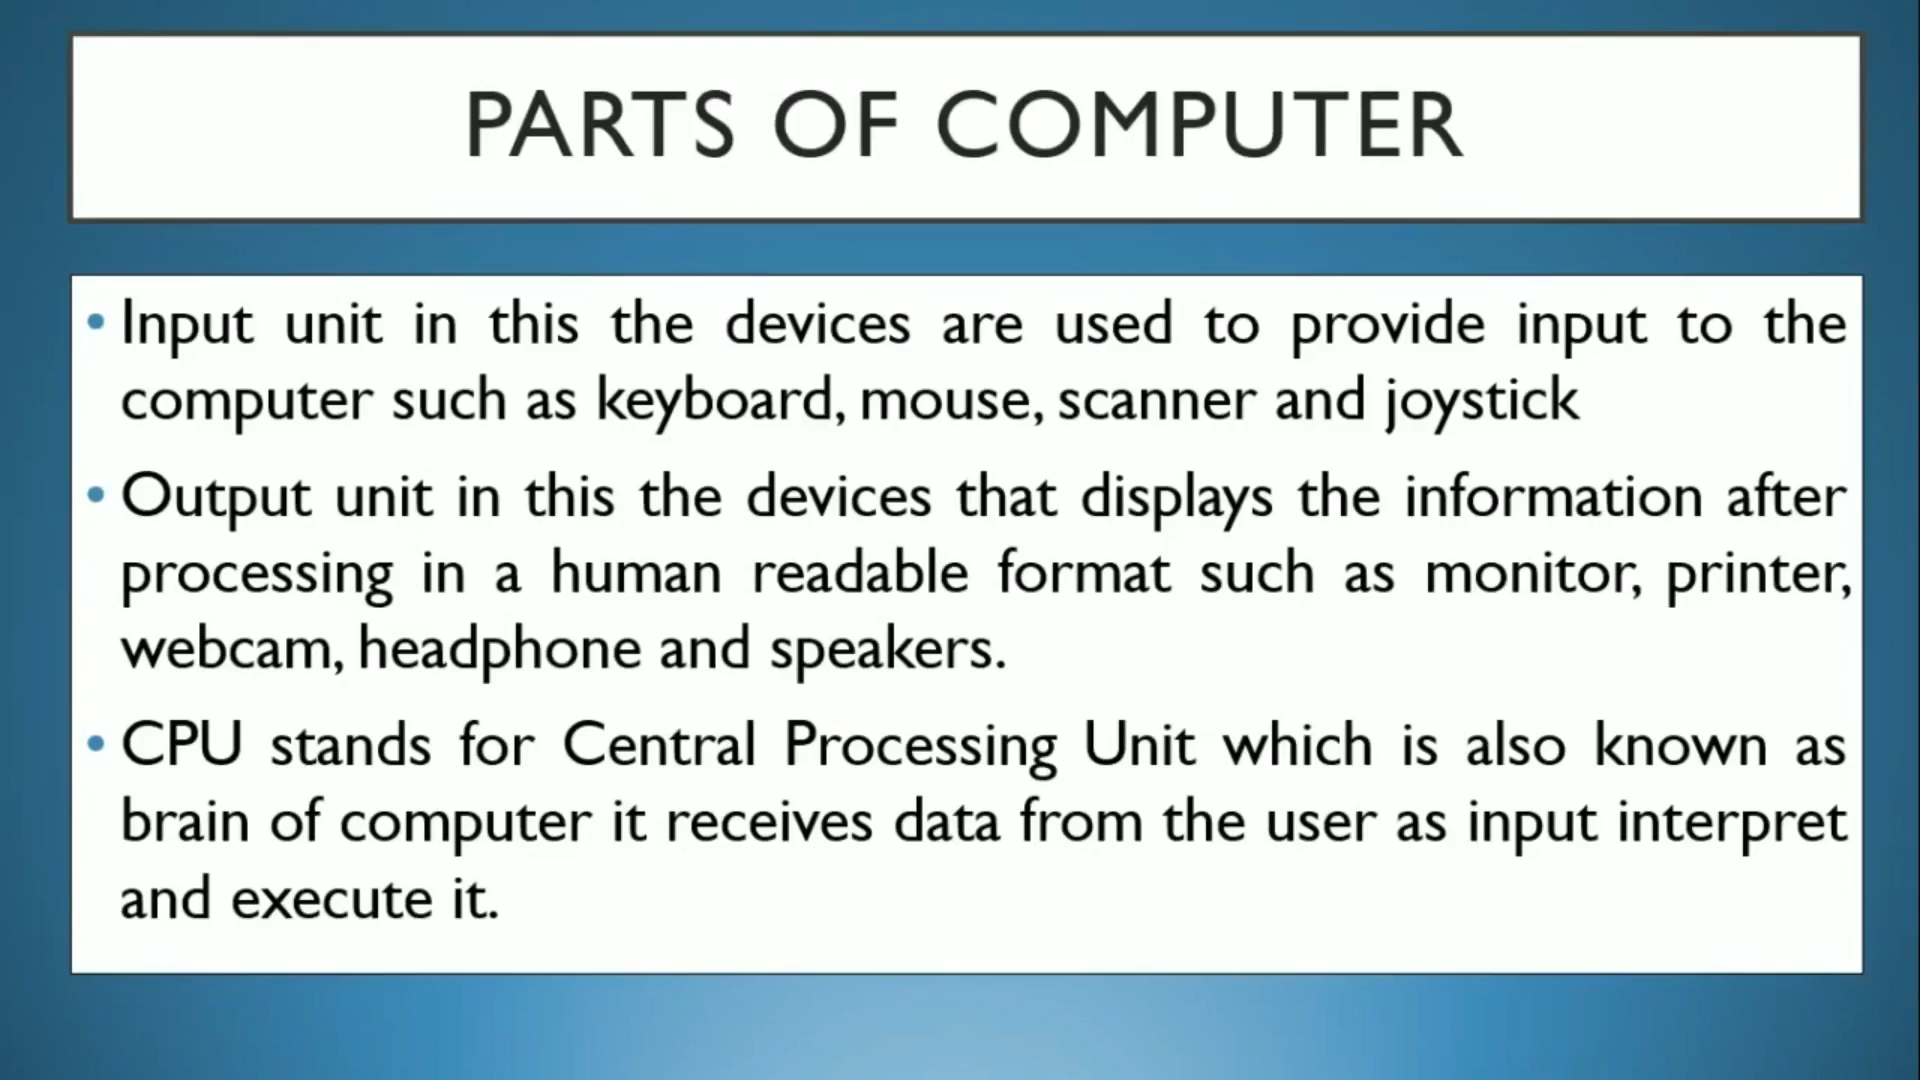 PARTS OF COMPUTER
• Input unit in this the devices are used to provide input to the
computer such as keyboard, mouse, scanner and joystick
• Output unit in this the devices that displays the information after
processing in a human readable format such as monitor, printer,
webcam, headphone and speakers.
• CPU stands for Central Processing Unit which is also known as
brain of computer it receives data from the user as input interpret
and execute it.